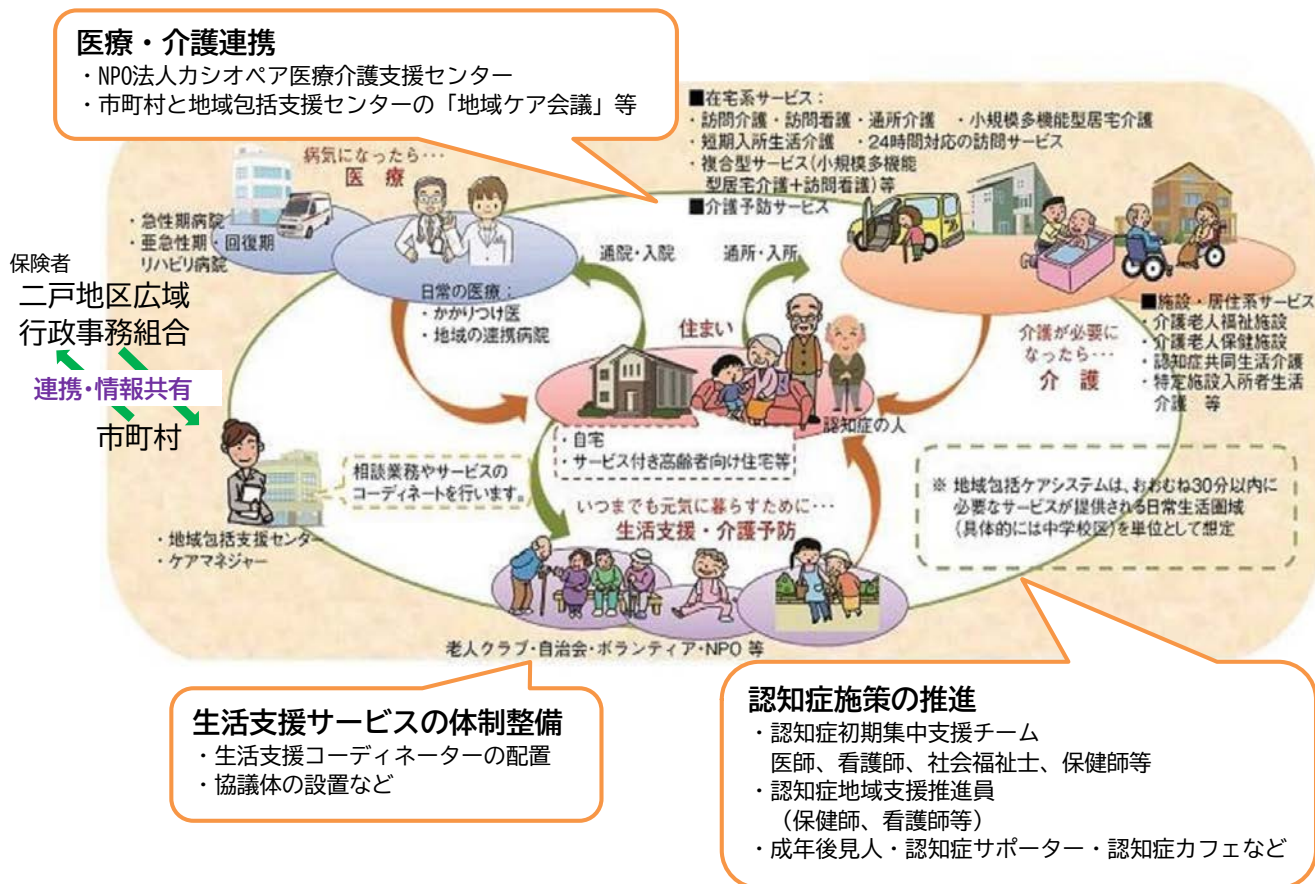 医療・介護連携
・NPO法人カシオペア医療介護支援センター
・市町村と地域包括支援センターの「地域ケア会議」等
■在宅系サービス：
・訪問介護・訪問看護・通所介護　・小規模多機能型居宅介護
・短期入所生活介護　・24時間対応の訪問サービス
・複合型サービス(小規模多機能
型居宅介護＋訪問看護)等
■介護予防サービス
病気になったら･･･
医 療
・急性期病院
・亜急性期・回復期
リハビリ病院
日常の医療：
・かかりつけ医
・地域の連携病院
通院・入院
通所・入所
保険者
二戸地区広域
行政事務組合
連携・情報共有
市町村
住まい
認知症の人
・自宅
・サービス付き高齢者向け住宅等
介護が必要に
なったら･･･
介 護
■施設・居住系サービス
・介護老人福祉施設
・介護老人保健施設
・認知症共同生活介護
・特定施設入所者生活
介護　等
相談業務やサービスの
コーディネートを行います。
・地域包括支援センター
・ケアマネジャー
いつまでも元気に暮らすために･･･
生活支援・介護予防
※ 地域包括ケアシステムは、おおむね30分以内に
必要なサービスが提供される日常生活圏域
(具体的には中学校区)を単位として想定
老人クラブ・自治会・ボランティア・NPO 等
生活支援サービスの体制整備
・生活支援コーディネーターの配置
・協議体の設置など
認知症施策の推進
・認知症初期集中支援チーム
医師、看護師、社会福祉士、保健師等
・認知症地域支援推進員
（保健師、看護師等）
・成年後見人・認知症サポーター・認知症カフェなど